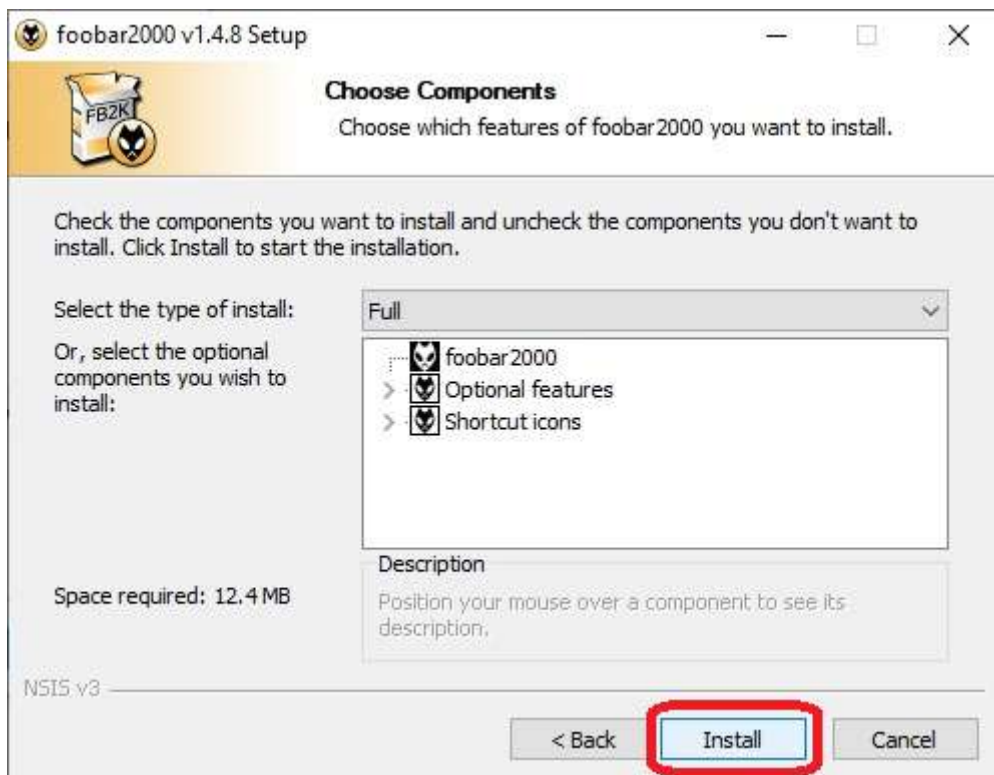 foobar2000 v1.4.8 Setup
FB2K
Choose Components
Choose which features of foobar2000 you want to install.
Check the components you want to install and uncheck the components you don't want to
install. Click Install to start the installation.
Select the type of install:
Full
Or, select the optional
components you wish to
install:
foobar2000
Optional features
Shortcut icons
Space required: 12.4 MB
Description
Position your mouse over a component to see its
description.
NSIS v3
< Back
Install
Cancel